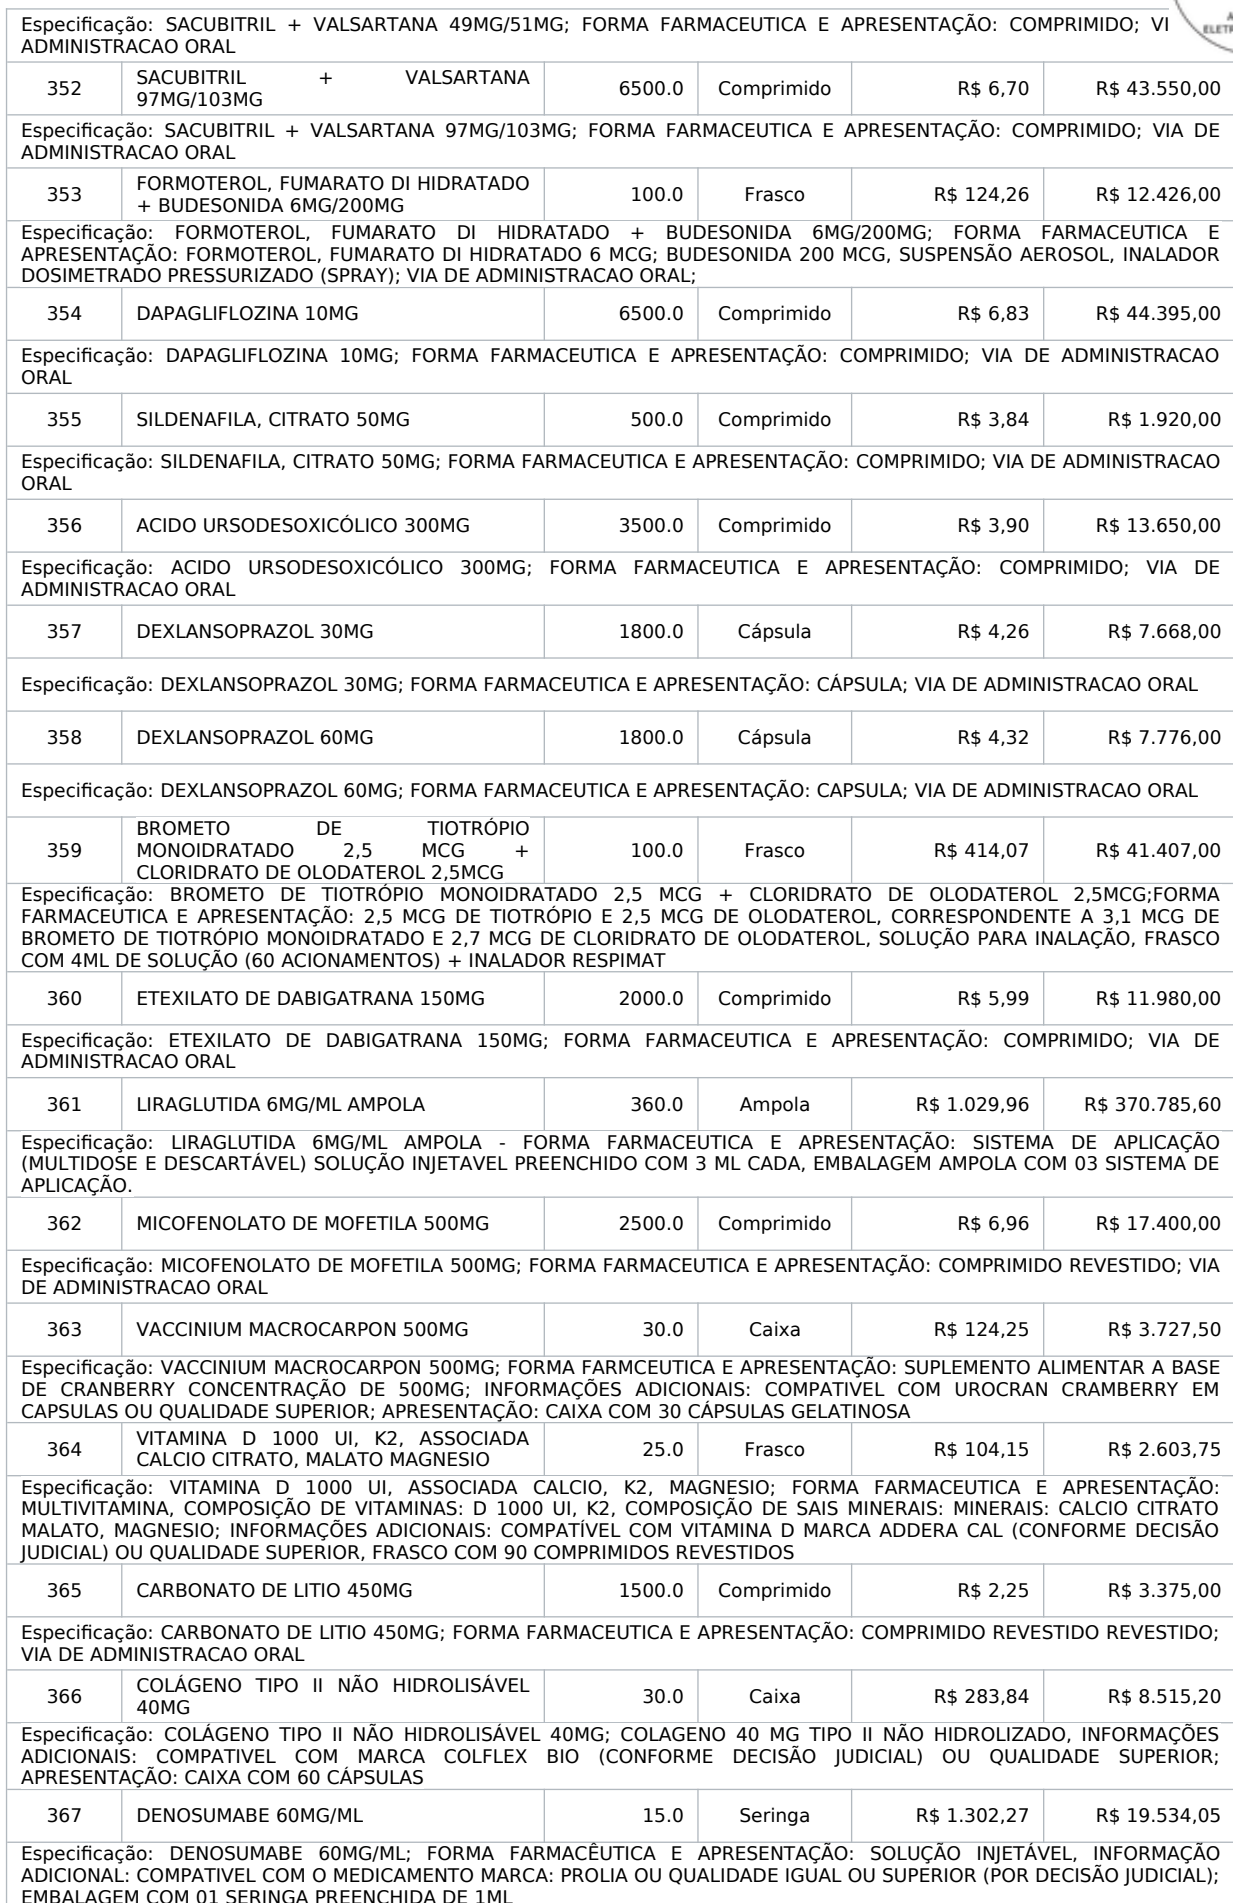 Especificação: SACUBITRIL + VALSARTANA 49MG/51MG; FORMA FARMACEUTICA E APRESENTAÇÃO: COMPRIMIDO; VI
ADMINISTRACAO ORAL
352 SACUBITRIL + VALSARTANA 97MG/103MG 6500.0 Comprimido R$ 6,70 R$ 43.550,00
Especificação: SACUBITRIL + VALSARTANA 97MG/103MG; FORMA FARMACEUTICA E APRESENTAÇÃO: COMPRIMIDO; VIA DE
ADMINISTRACAO ORAL
353 FORMOTEROL, FUMARATO DI HIDRATADO + BUDESONIDA 6MG/200MG 100.0 Frasco R$ 124,26 R$ 12.426,00
Especificação: FORMOTEROL, FUMARATO DI HIDRATADO + BUDESONIDA 6MG/200MG; FORMA FARMACEUTICA E
APRESENTAÇÃO: FORMOTEROL, FUMARATO DI HIDRATADO 6 MCG; BUDESONIDA 200 MCG, SUSPENSÃO AEROSOL, INALADOR
DOSIMETRADO PRESSURIZADO (SPRAY); VIA DE ADMINISTRACAO ORAL;
354 DAPAGLIFLOZINA 10MG 6500.0 Comprimido R$ 6,83 R$ 44.395,00
Especificação: DAPAGLIFLOZINA 10MG; FORMA FARMACEUTICA E APRESENTAÇÃO: COMPRIMIDO; VIA DE ADMINISTRACAO
ORAL
355 SILDENAFILA, CITRATO 50MG 500.0 Comprimido R$ 3,84 R$ 1.920,00
Especificação: SILDENAFILA, CITRATO 50MG; FORMA FARMACEUTICA E APRESENTAÇÃO: COMPRIMIDO; VIA DE ADMINISTRACAO
ORAL
356 ACIDO URSODESOXICÓLICO 300MG 3500.0 Comprimido R$ 3,90 R$ 13.650,00
Especificação: ACIDO URSODESOXICÓLICO 300MG; FORMA FARMACEUTICA E APRESENTAÇÃO: COMPRIMIDO; VIA DE
ADMINISTRACAO ORAL
357 DEXLANSOPRAZOL 30MG 1800.0 Cápsula R$ 4,26 R$ 7.668,00
Especificação: DEXLANSOPRAZOL 30MG; FORMA FARMACEUTICA E APRESENTAÇÃO: CÁPSULA; VIA DE ADMINISTRACAO ORAL
358 DEXLANSOPRAZOL 60MG 1800.0 Cápsula R$ 4,32 R$ 7.776,00
Especificação: DEXLANSOPRAZOL 60MG; FORMA FARMACEUTICA E APRESENTAÇÃO: CAPSULA; VIA DE ADMINISTRACAO ORAL
359 BROMETO DE TIOTRÓPIO MONOIDRATADO 2,5 MCG + CLORIDRATO DE OLODATEROL 2,5MCG 100.0 Frasco R$ 414,07 R$ 41.407,00
Especificação: BROMETO DE TIOTRÓPIO MONOIDRATADO 2,5 MCG + CLORIDRATO DE OLODATEROL 2,5MCG;FORMA
FARMACEUTICA E APRESENTAÇÃO: 2,5 MCG DE TIOTRÓPIO E 2,5 MCG DE OLODATEROL, CORRESPONDENTE A 3,1 MCG DE
BROMETO DE TIOTRÓPIO MONOIDRATADO E 2,7 MCG DE CLORIDRATO DE OLODATEROL, SOLUÇÃO PARA INALAÇÃO, FRASCO
COM 4ML DE SOLUÇÃO (60 ACIONAMENTOS) + INALADOR RESPIMAT
360 ETEXILATO DE DABIGATRANA 150MG 2000.0 Comprimido R$ 5,99 R$ 11.980,00
Especificação: ETEXILATO DE DABIGATRANA 150MG; FORMA FARMACEUTICA E APRESENTAÇÃO: COMPRIMIDO; VIA DE
ADMINISTRACAO ORAL
361 LIRAGLUTIDA 6MG/ML AMPOLA 360.0 Ampola R$ 1.029,96 R$ 370.785,60
Especificação: LIRAGLUTIDA 6MG/ML AMPOLA - FORMA FARMACEUTICA E APRESENTAÇÃO: SISTEMA DE APLICAÇÃO
(MULTIDOSE E DESCARTÁVEL) SOLUÇÃO INJETAVEL PREENCHIDO COM 3 ML CADA, EMBALAGEM AMPOLA COM 03 SISTEMA DE
APLICAÇÃO.
362 MICOFENOLATO DE MOFETILA 500MG 2500.0 Comprimido R$ 6,96 R$ 17.400,00
Especificação: MICOFENOLATO DE MOFETILA 500MG; FORMA FARMACEUTICA E APRESENTAÇÃO: COMPRIMIDO REVESTIDO; VIA
DE ADMINISTRACAO ORAL
363 VACCINIUM MACROCARPON 500MG 30.0 Caixa R$ 124,25 R$ 3.727,50
Especificação: VACCINIUM MACROCARPON 500MG; FORMA FARMCEUTICA E APRESENTAÇÃO: SUPLEMENTO ALIMENTAR A BASE
DE CRANBERRY CONCENTRAÇÃO DE 500MG; INFORMAÇÕES ADICIONAIS: COMPATIVEL COM UROCRAN CRAMBERRY EM
CAPSULAS OU QUALIDADE SUPERIOR; APRESENTAÇÃO: CAIXA COM 30 CÁPSULAS GELATINOSA
364 VITAMINA D 1000 UI, K2, ASSOCIADA CALCIO CITRATO, MALATO MAGNESIO 25.0 Frasco R$ 104,15 R$ 2.603,75
Especificação: VITAMINA D 1000 UI, ASSOCIADA CALCIO, K2, MAGNESIO; FORMA FARMACEUTICA E APRESENTAÇÃO:
MULTIVITAMINA, COMPOSIÇÃO DE VITAMINAS: D 1000 UI, K2, COMPOSIÇÃO DE SAIS MINERAIS: MINERAIS: CALCIO CITRATO
MALATO, MAGNESIO; INFORMAÇÕES ADICIONAIS: COMPATÍVEL COM VITAMINA D MARCA ADDERA CAL (CONFORME DECISÃO
JUDICIAL) OU QUALIDADE SUPERIOR, FRASCO COM 90 COMPRIMIDOS REVESTIDOS
365 CARBONATO DE LITIO 450MG 1500.0 Comprimido R$ 2,25 R$ 3.375,00
Especificação: CARBONATO DE LITIO 450MG; FORMA FARMACEUTICA E APRESENTAÇÃO: COMPRIMIDO REVESTIDO REVESTIDO;
VIA DE ADMINISTRACAO ORAL
366 COLÁGENO TIPO II NÃO HIDROLISÁVEL 40MG 30.0 Caixa R$ 283,84 R$ 8.515,20
Especificação: COLÁGENO TIPO II NÃO HIDROLISÁVEL 40MG; COLAGENO 40 MG TIPO II NÃO HIDROLIZADO, INFORMAÇÕES
ADICIONAIS: COMPATIVEL COM MARCA COLFLEX BIO (CONFORME DECISÃO JUDICIAL) OU QUALIDADE SUPERIOR;
APRESENTAÇÃO: CAIXA COM 60 CÁPSULAS
367 DENOSUMABE 60MG/ML 15.0 Seringa R$ 1.302,27 R$ 19.534,05
Especificação: DENOSUMABE 60MG/ML; FORMA FARMACÊUTICA E APRESENTAÇÃO: SOLUÇÃO INJETÁVEL, INFORMAÇÃO
ADICIONAL: COMPATIVEL COM O MEDICAMENTO MARCA: PROLIA OU QUALIDADE IGUAL OU SUPERIOR (POR DECISÃO JUDICIAL);
EMBALAGEM COM 01 SERINGA PREENCHIDA DE 1ML